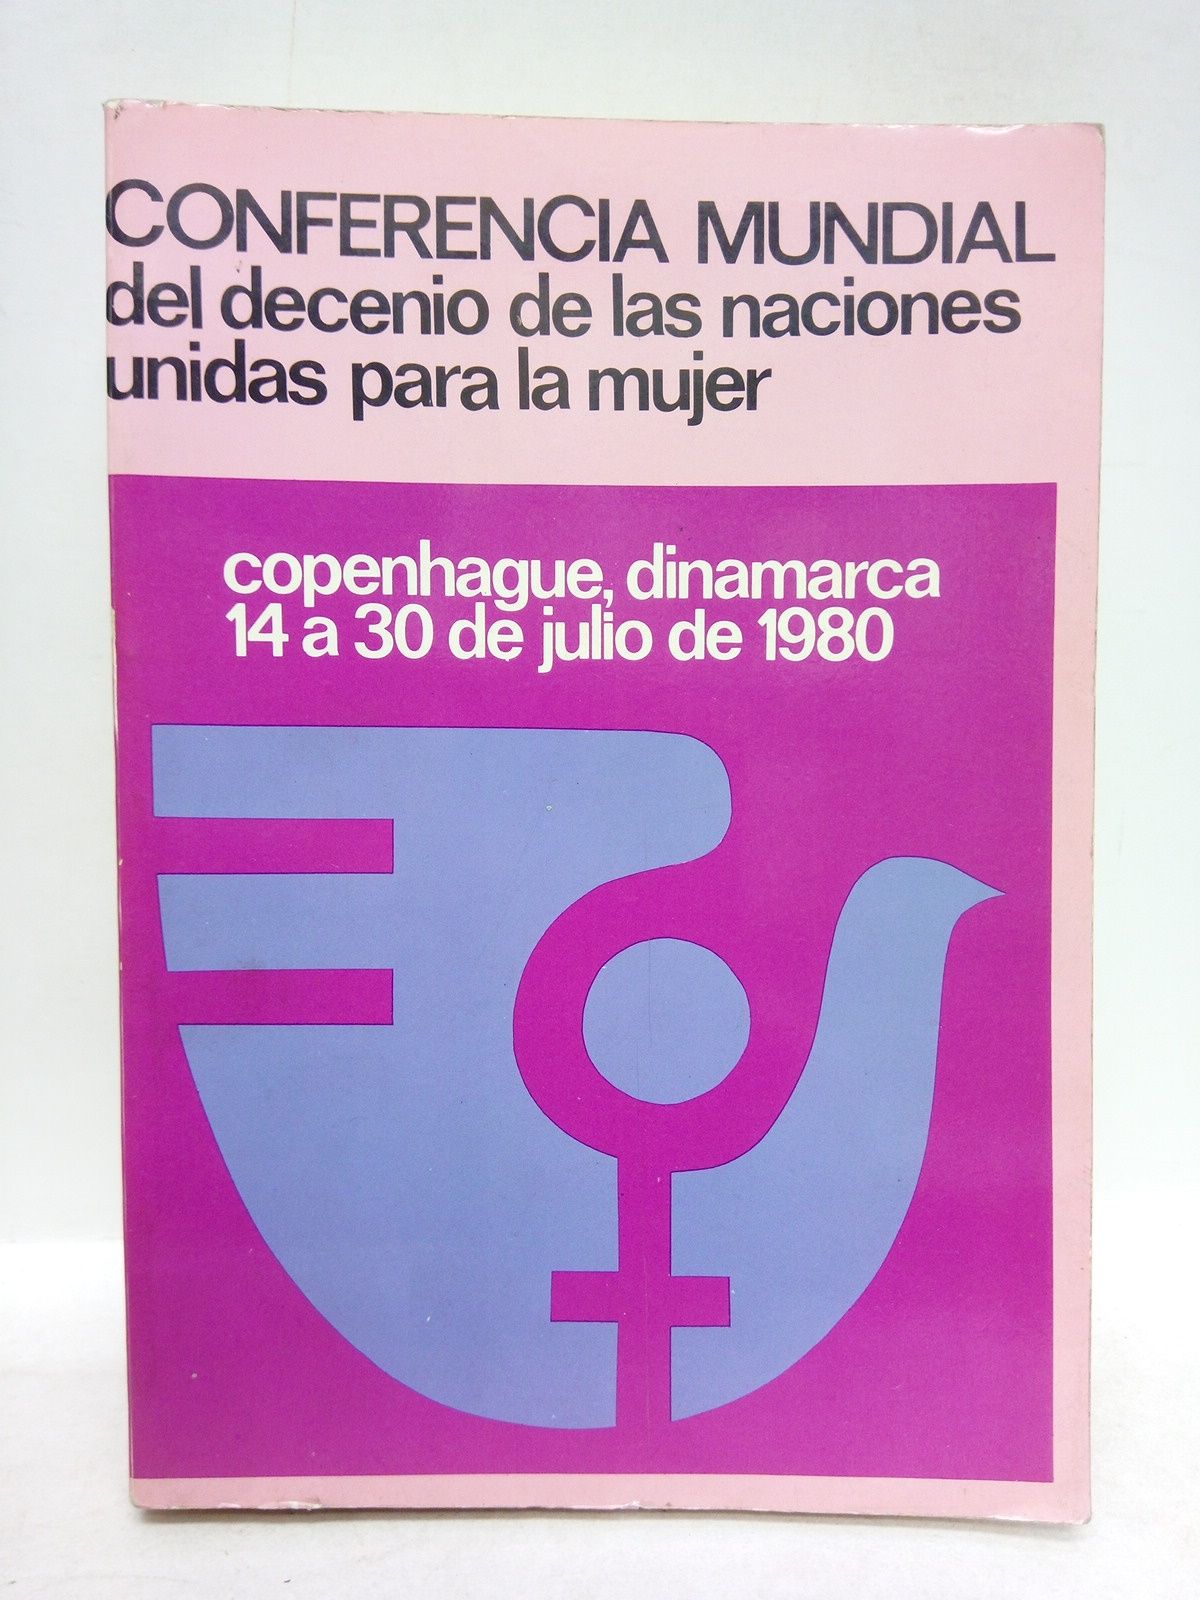 CONFERENCIA MUNDIAL
del decenio de las naciones
unidas para la mujer
copenhague, dinamarca
14 a 30 de julio de 1980